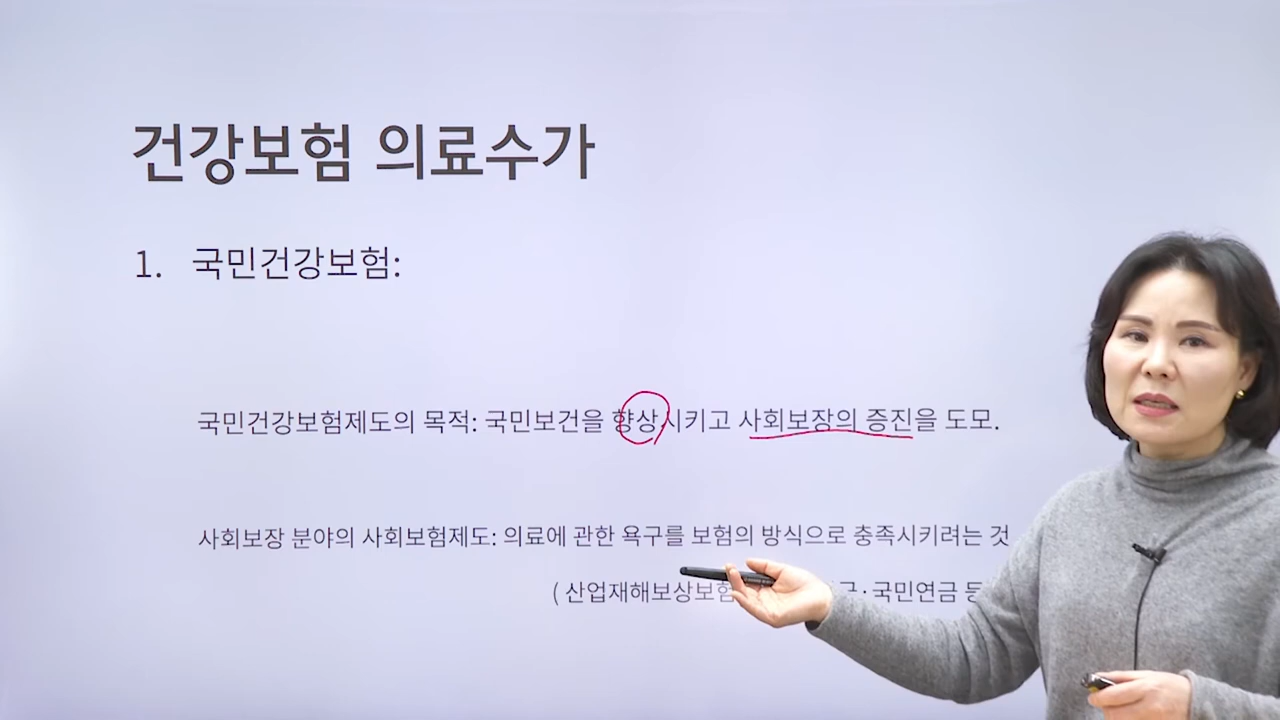 건강보험 의료수가
1. 국민건강보험:
국민건강보험제도의 목적: 국민보건을 향상시키고 사회보장의 증진을 도모.
사회보장 분야의 사회보험제도: 의료에 관한 욕구를 보험의 방식으로 충족시키려는 것
( 산업재해보상보험 · 국민연금 등